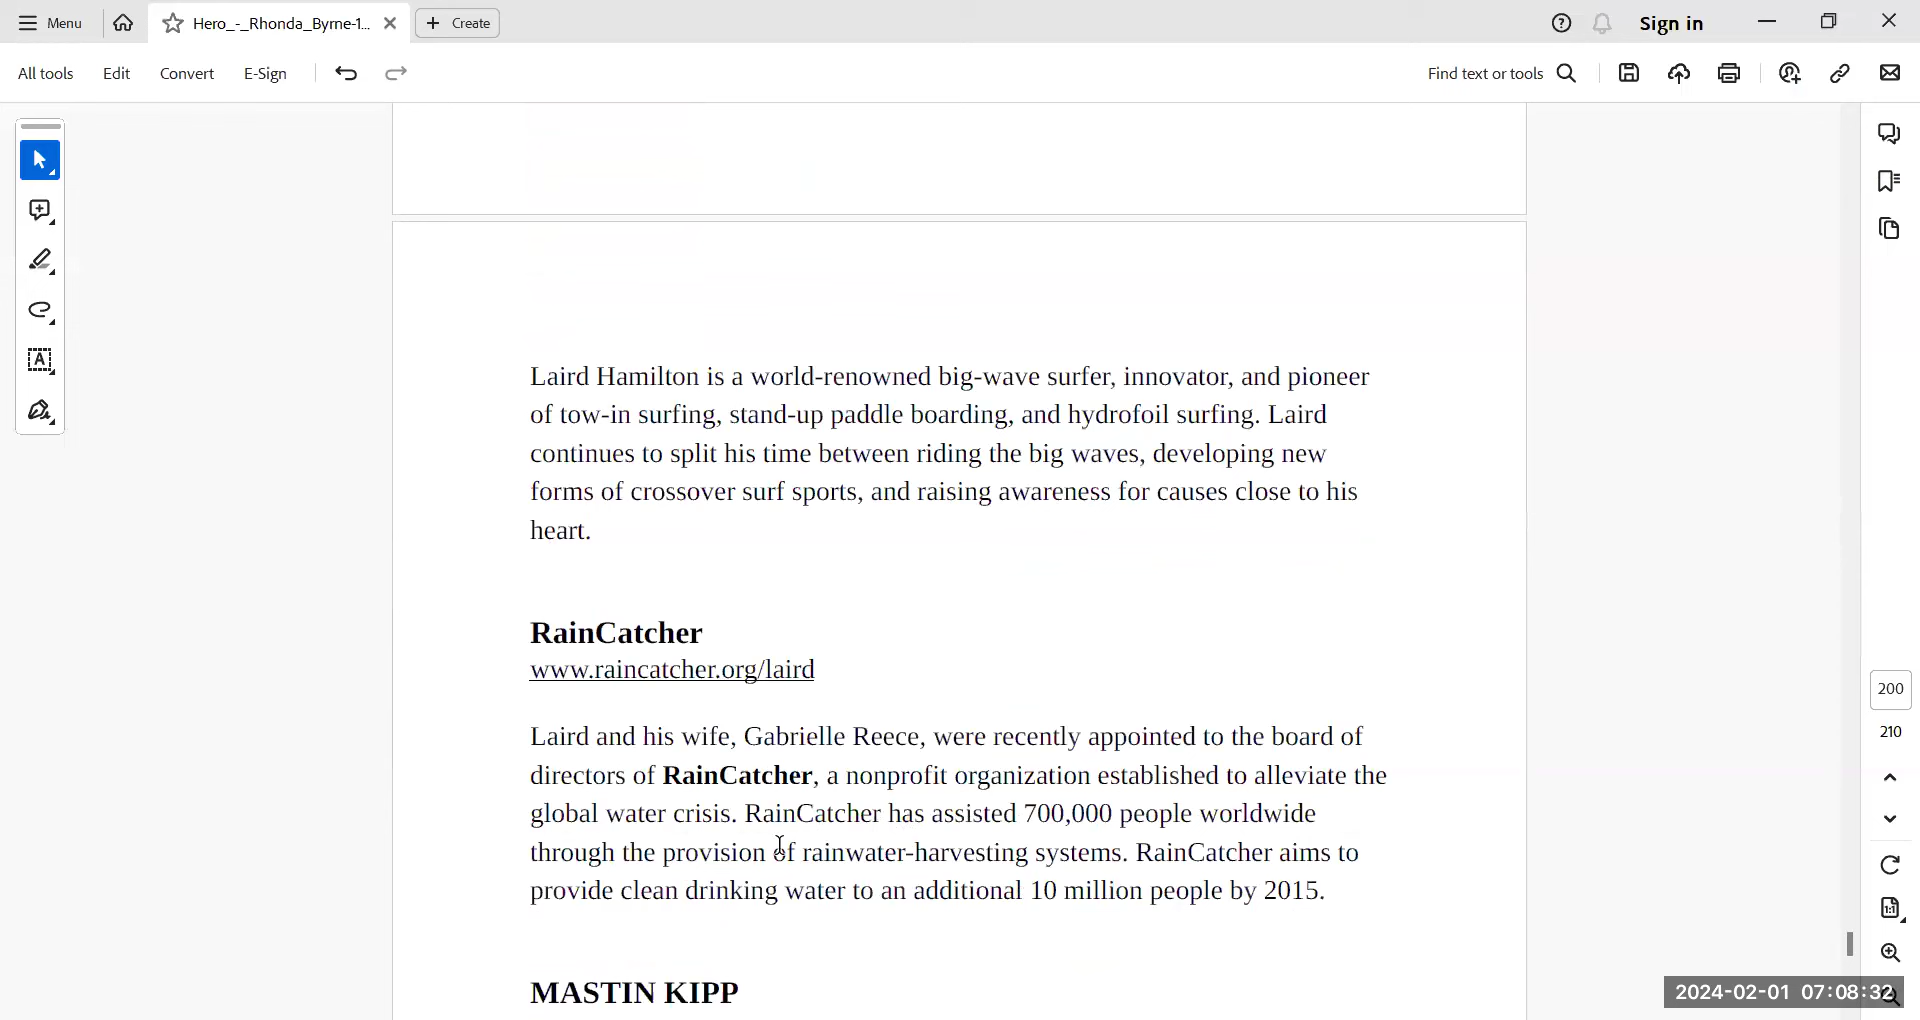 Menu
Hero_-_Rhonda_Byrne-1...
Create
Sign in
All tools
Edit
Convert
E-Sign
Find text or tools
Laird Hamilton is a world-renowned big-wave surfer, innovator, and pioneer
of tow-in surfing, stand-up paddle boarding, and hydrofoil surfing. Laird
continues to split his time between riding the big waves, developing new
forms of crossover surf sports, and raising awareness for causes close to his
heart.
RainCatcher
www.raincatcher.org/laird
Laird and his wife, Gabrielle Reece, were recently appointed to the board of
directors of RainCatcher, a nonprofit organization established to alleviate the
global water crisis. RainCatcher has assisted 700,000 people worldwide
through the provision of rainwater-harvesting systems. RainCatcher aims to
provide clean drinking water to an additional 10 million people by 2015.
MASTIN KIPP
200
210
2024-02-01 07:08:32